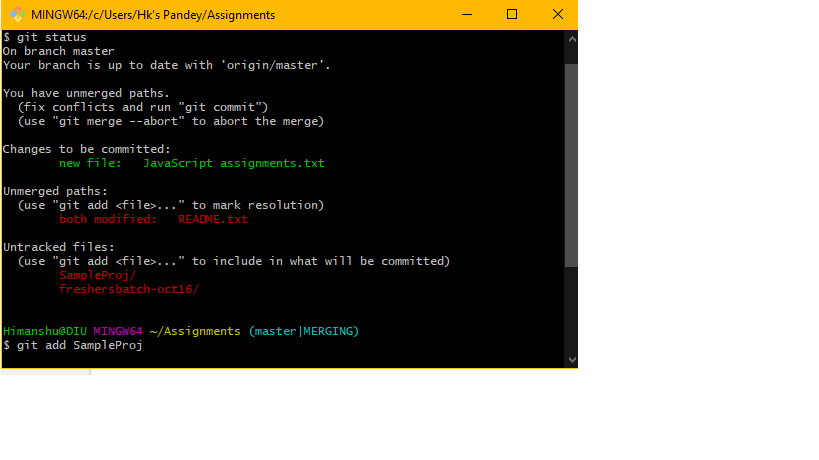 MINGW64:/c/Users/Hk's Pandey/Assignments
$ git status
On branch master
Your branch is up to date with 'origin/master'.
You have unmerged paths.
(fix conflicts and run "git commit")
(use "git merge --abort" to abort the merge)
Changes to be committed:
new file:   JavaScript assignments.txt
Unmerged paths:
(use "git add <file>..." to mark resolution)
both modified:   README.txt
Untracked files:
(use "git add <file>..." to include in what will be committed)
SampleProj/
freshersbatch-oct16/
Himanshu@DIU MINGW64 ~/Assignments (master|MERGING)
$ git add SampleProj